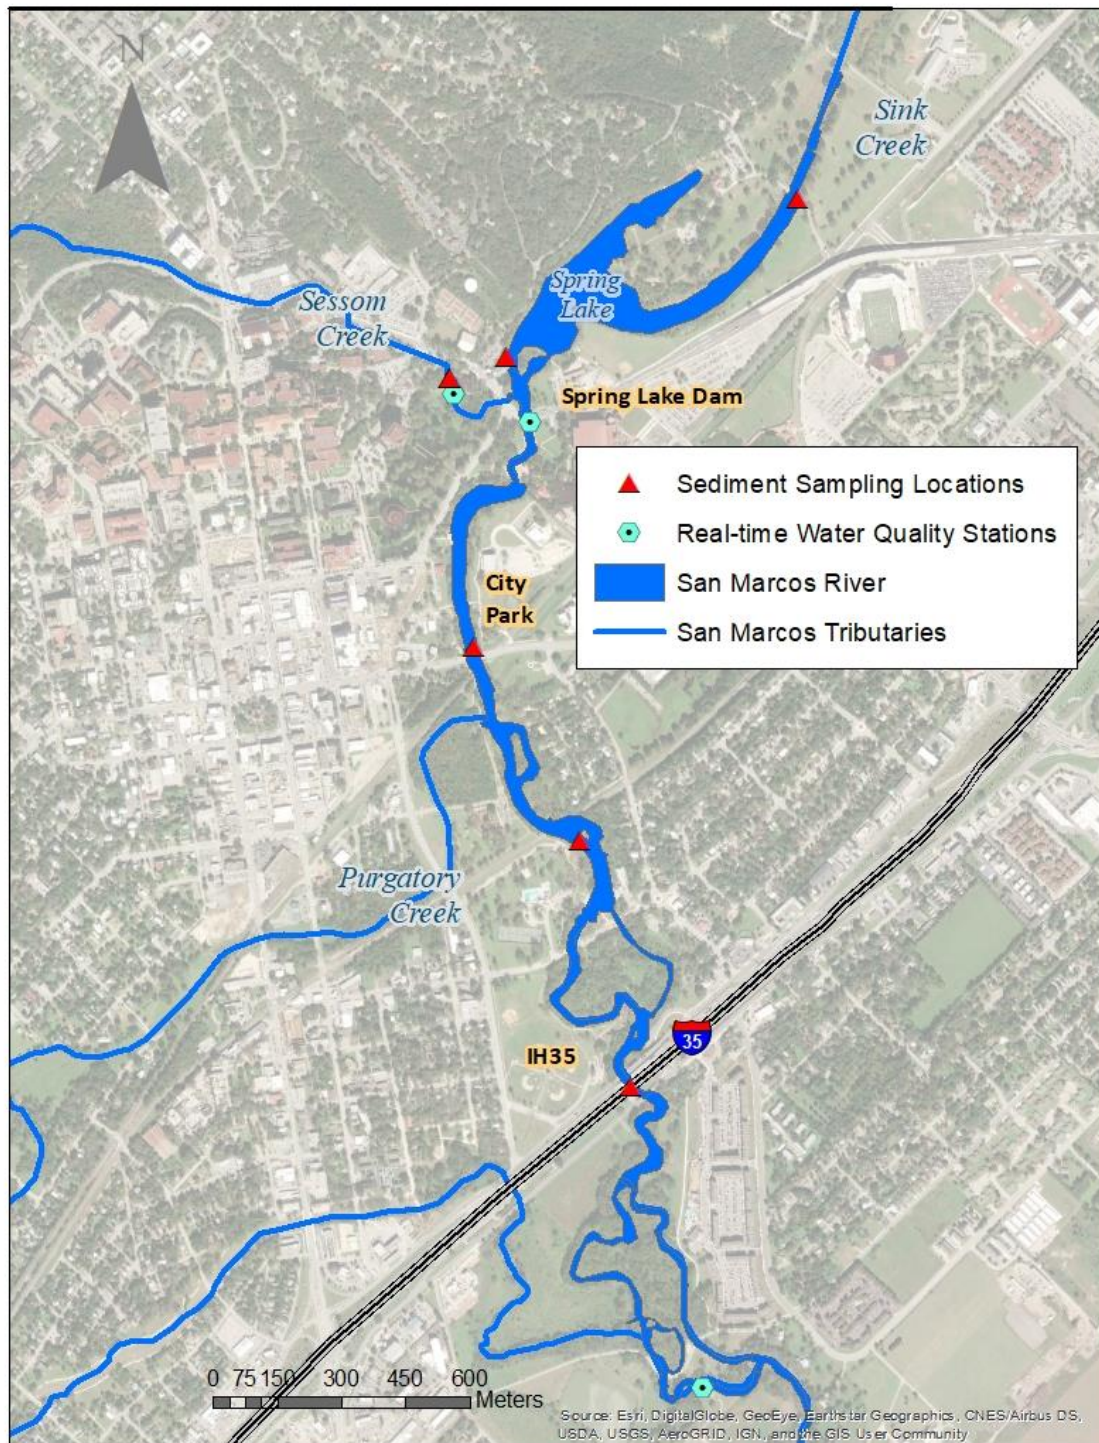 N
Sink
Creek
Spring
Lake
Sessom
Creek
Spring Lake Dam
Sediment Sampling Locations
Real-time Water Quality Stations
San Marcos River
San Marcos Tributaries
City
Park
Purgatory
Creek
35
IH35
0 75 150 300 450 600
Meters
Source: Esri, DigitalGlobe, GeoEye, Earthstar Geographics, CNES/Airbus DS,
USDA, USGS, AeroGRID, IGN, and the GIS User Community